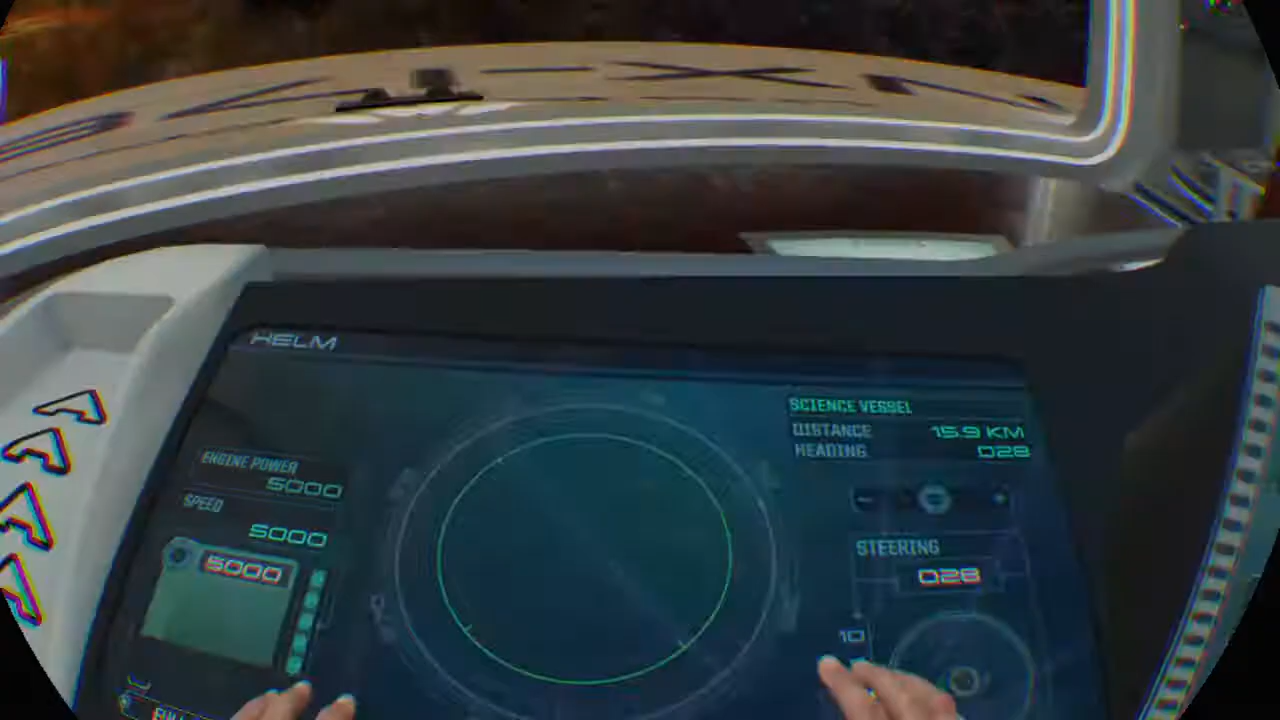 HELM
SCIENCE VESSEL
DISTANCE 15.9 KM
HEADING 028
ENGINE POWER
5000
SPEED
5000
5000
STEERING
028
10